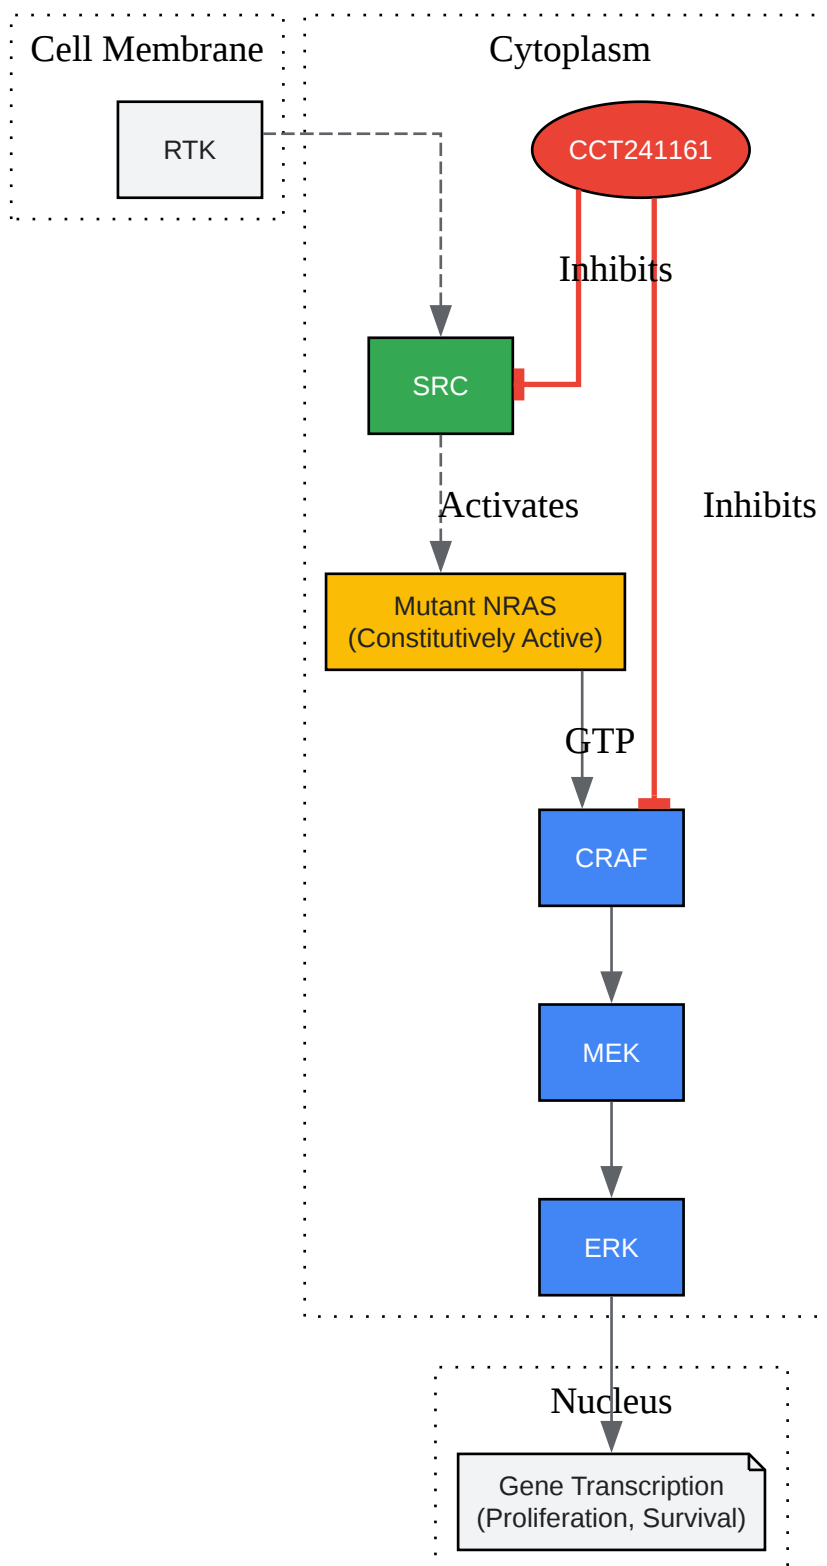 Cell Membrane
Cytoplasm
RTK
CCT241161
Inhibits
SRC
Activates
Inhibits
Mutant NRAS
(Constitutively Active)
GTP
CRAF
MEK
ERK
Nucleus
Gene Transcription
(Proliferation, Survival)